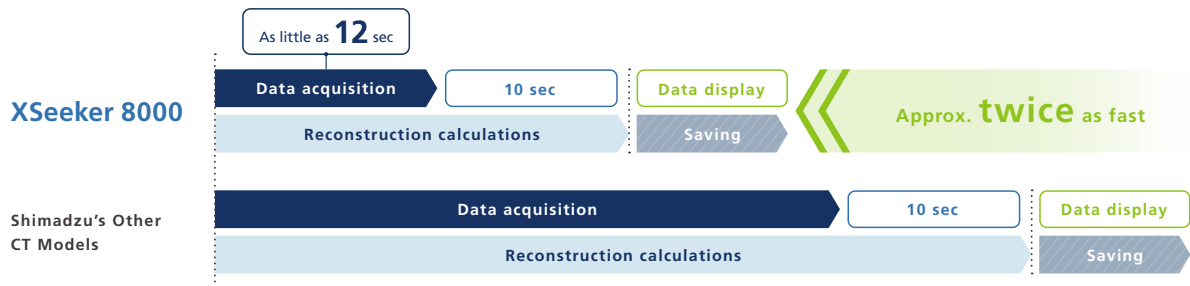 As little as 12 sec
XSeeker 8000
Data acquisition
10 sec
Data display
Reconstruction calculations
Saving
Approx. twice as fast
Shimadzu's Other
CT Models
Data acquisition
10 sec
Data display
Reconstruction calculations
Saving